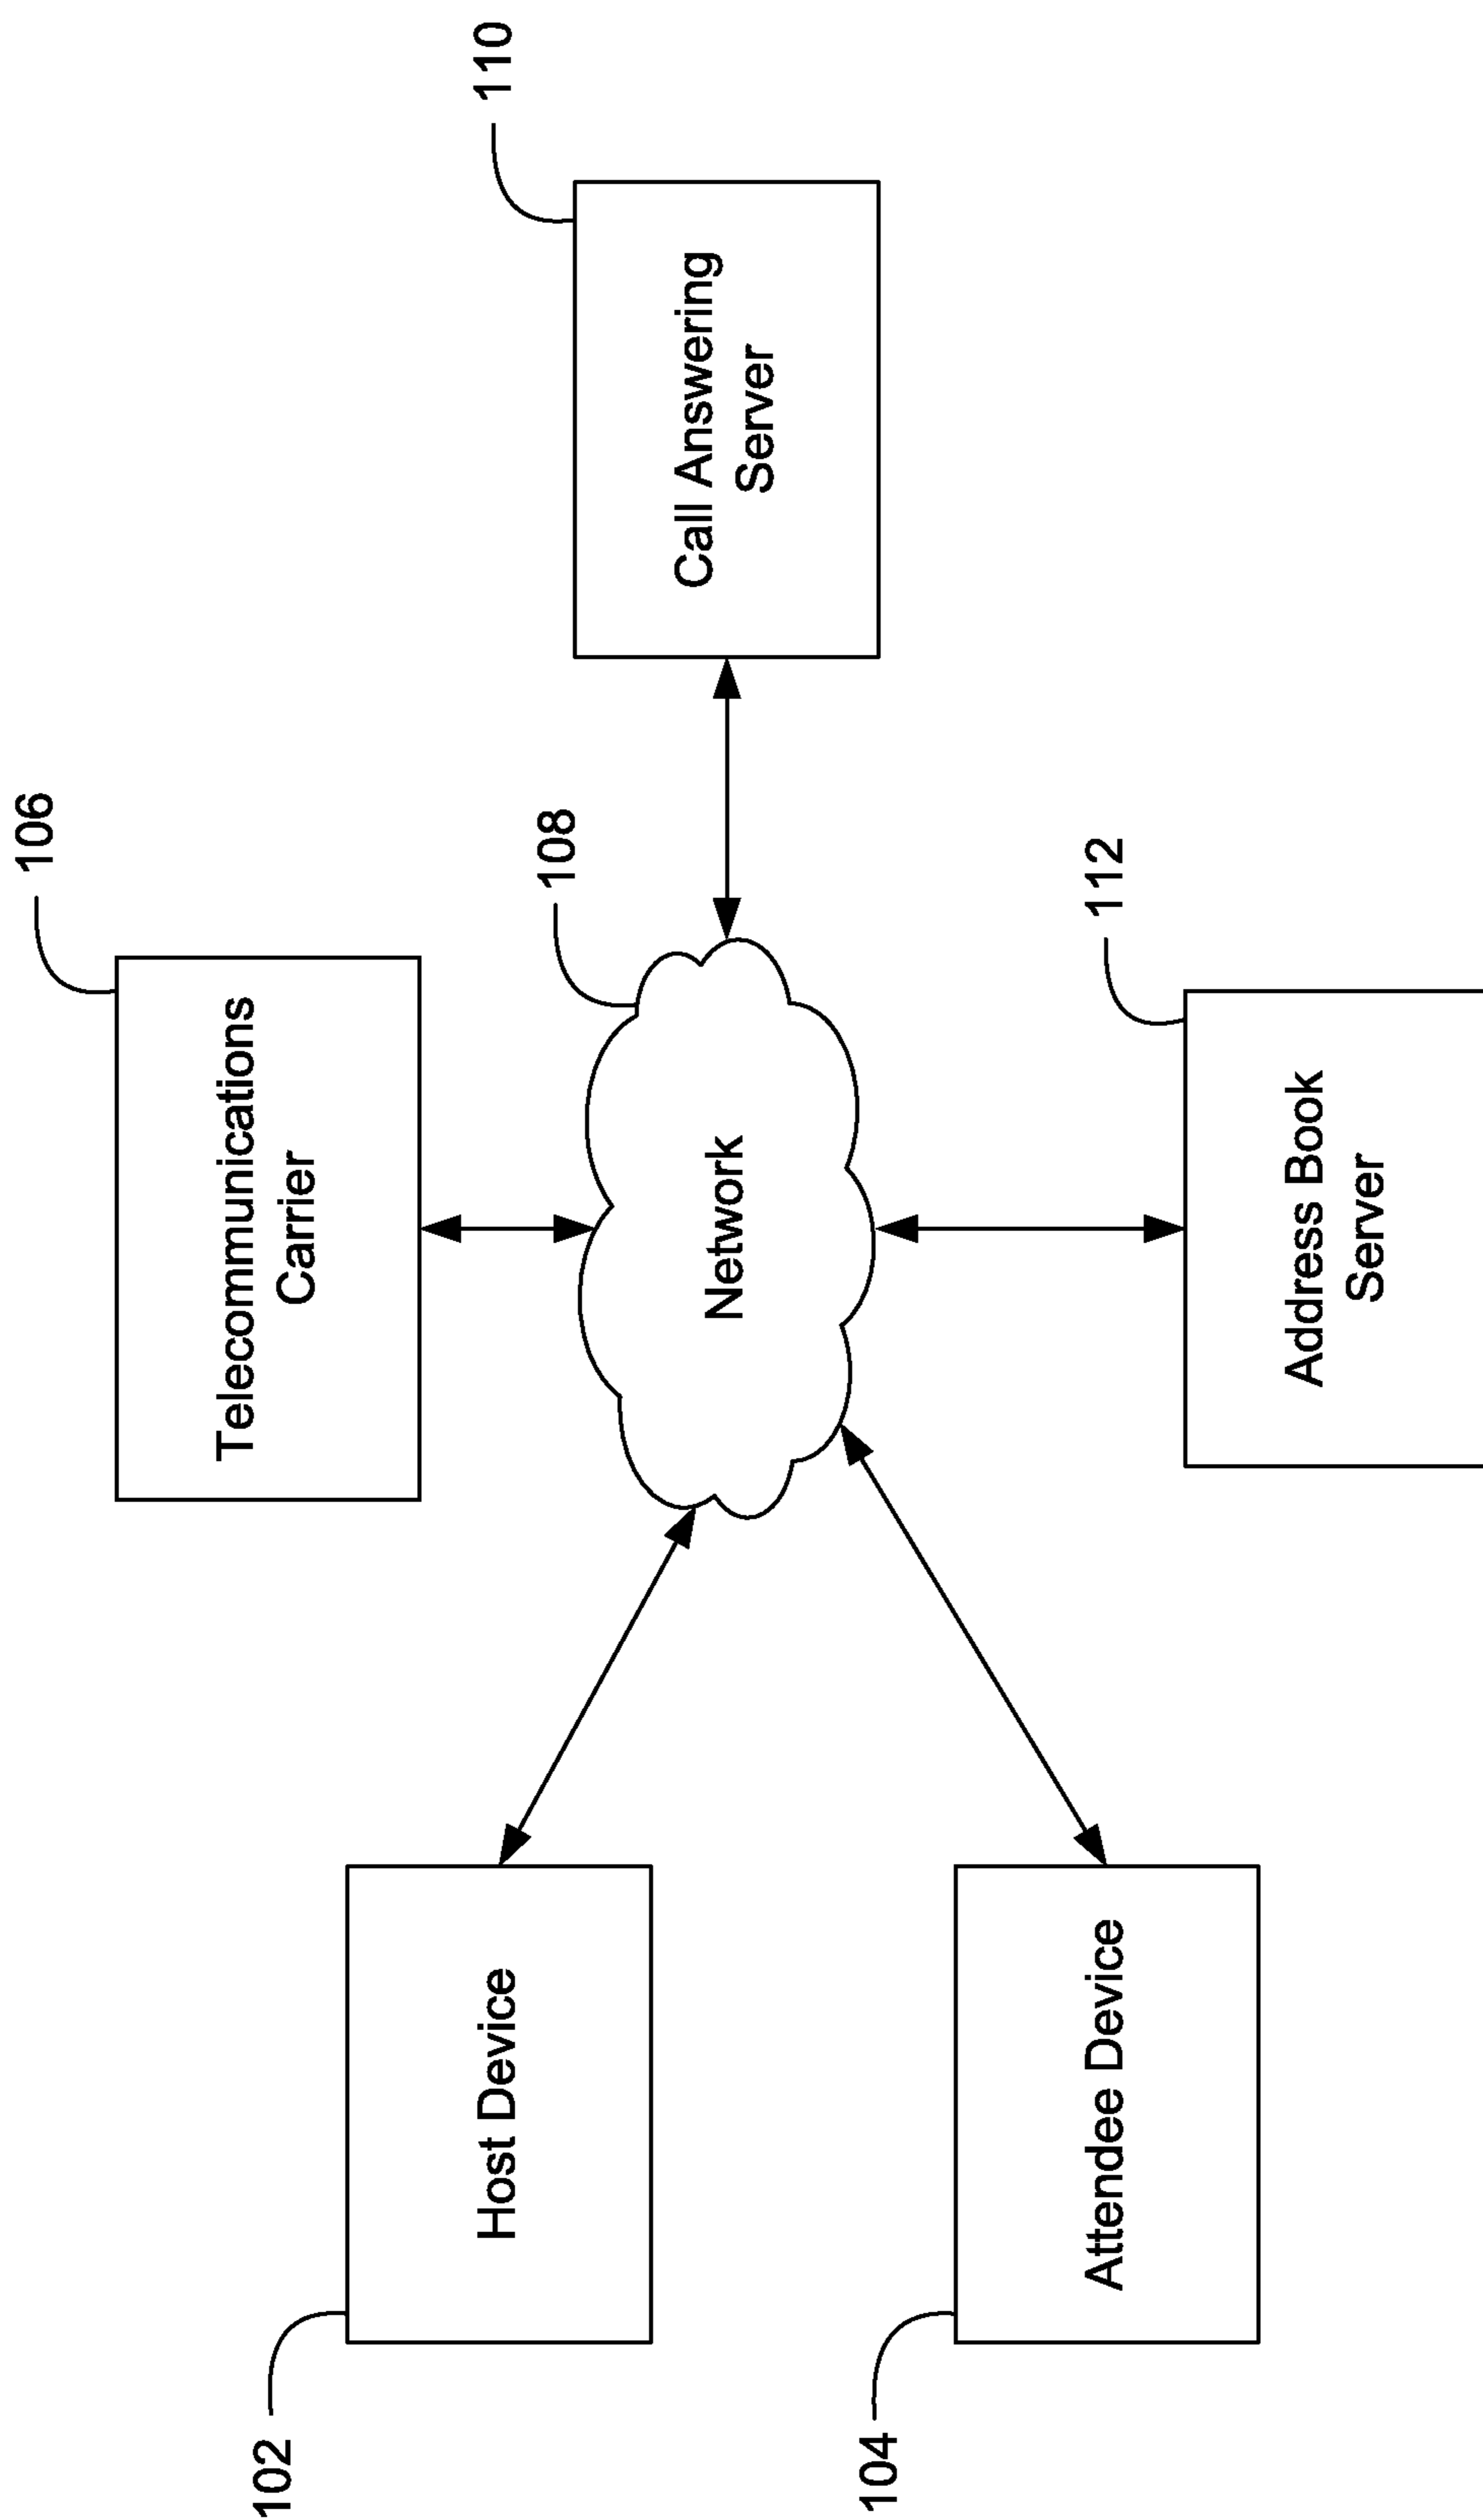 106
Telecommunications
Carrier
102
Host Device
108
Network
110
Call Answering
Server
104
Attendee Device
112
Address Book
Server